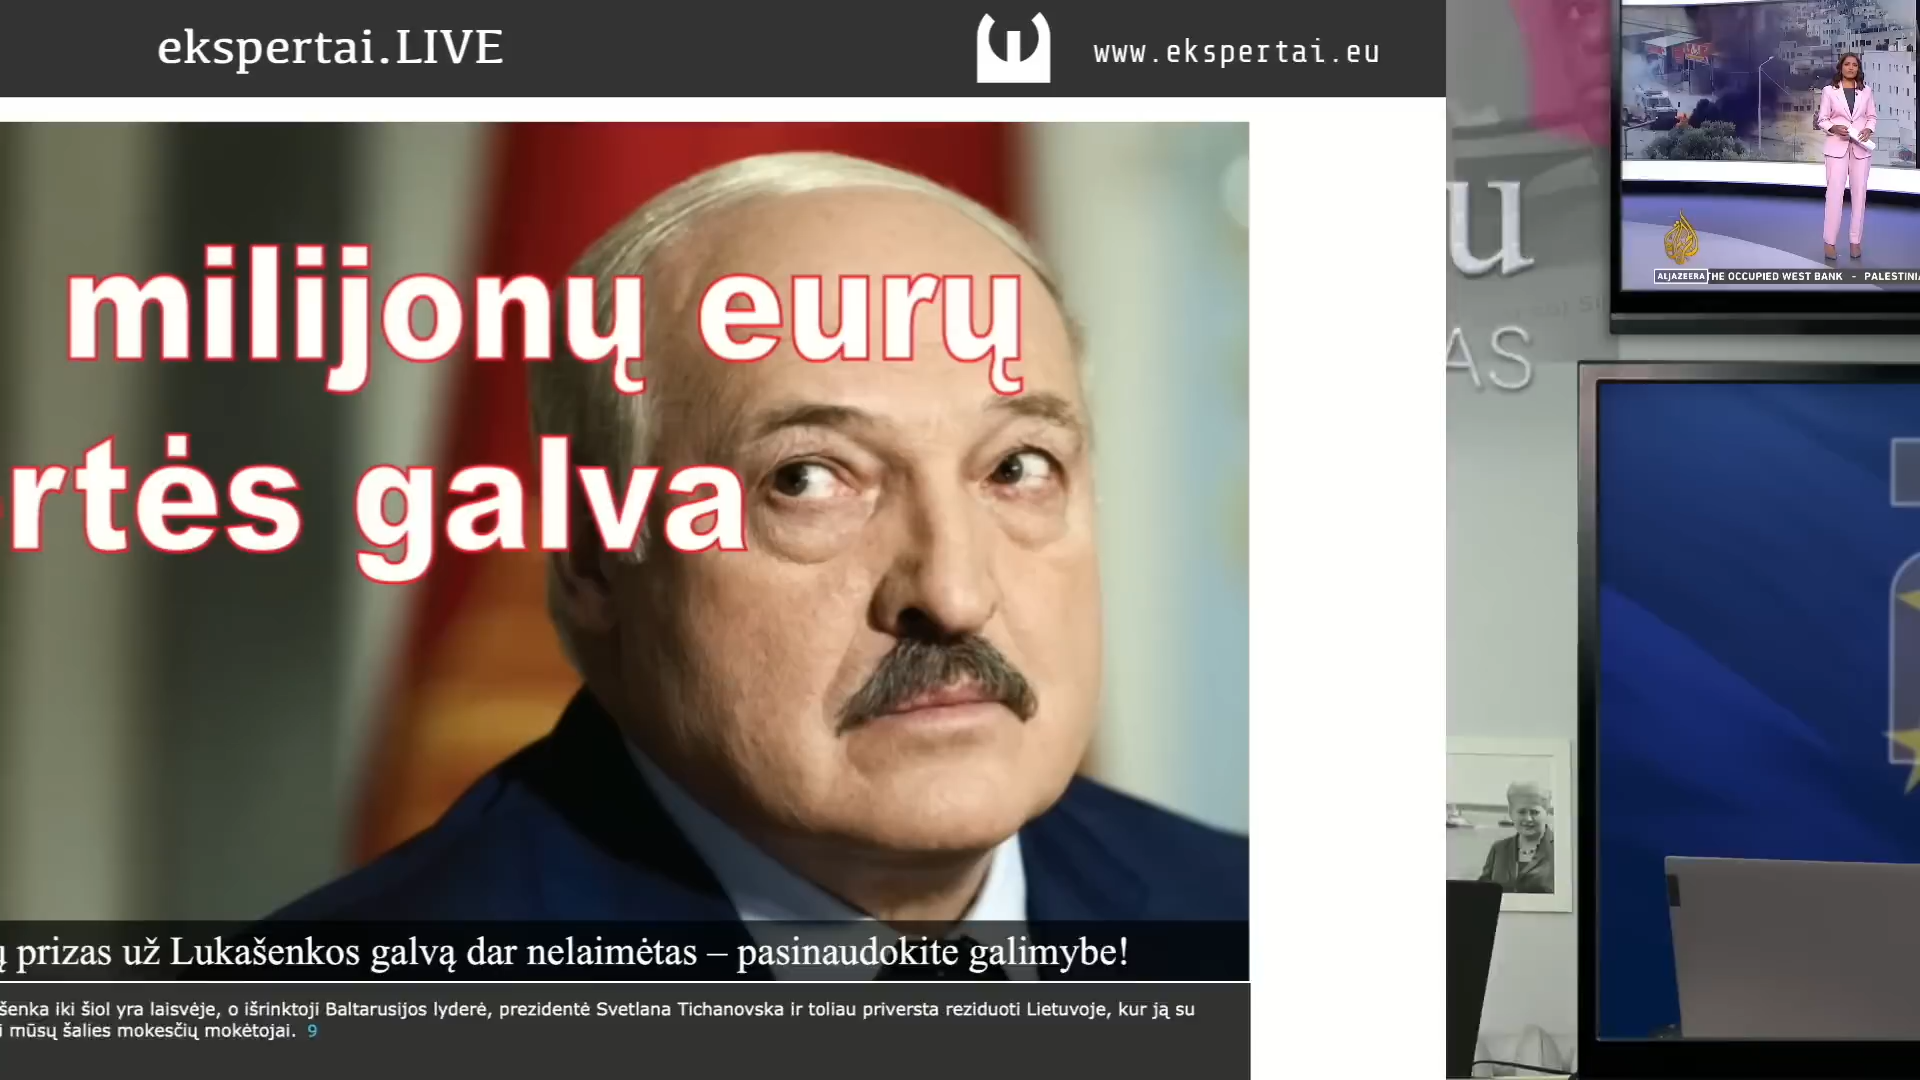 ekspertai.LIVE
www.ekspertai.eu
milijonų eurų
rtės galva
prizas už Lukašenkos galvą dar nelaimėtas – pasinaudokite galimybe!
šenka iki šiol yra laisvėje, o išrinktoji Baltarusijos lyderė, prezidentė Svetlana Tichanovska ir toliau priversta reziduoti Lietuvoje, kur ją su
i mūsų šalies mokesčių mokėtojai. 9
u
AS
ALJAZEERA
THE OCCUPIED WEST BANK - PALESTINI